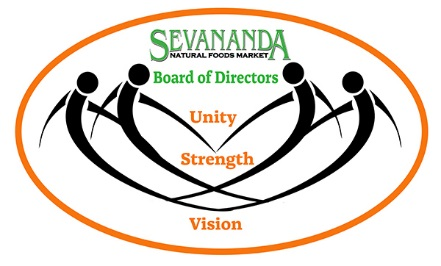 SEVANANDA
NATURAL FOODS MARKET
Board of Directors
Unity
Strength
Vision